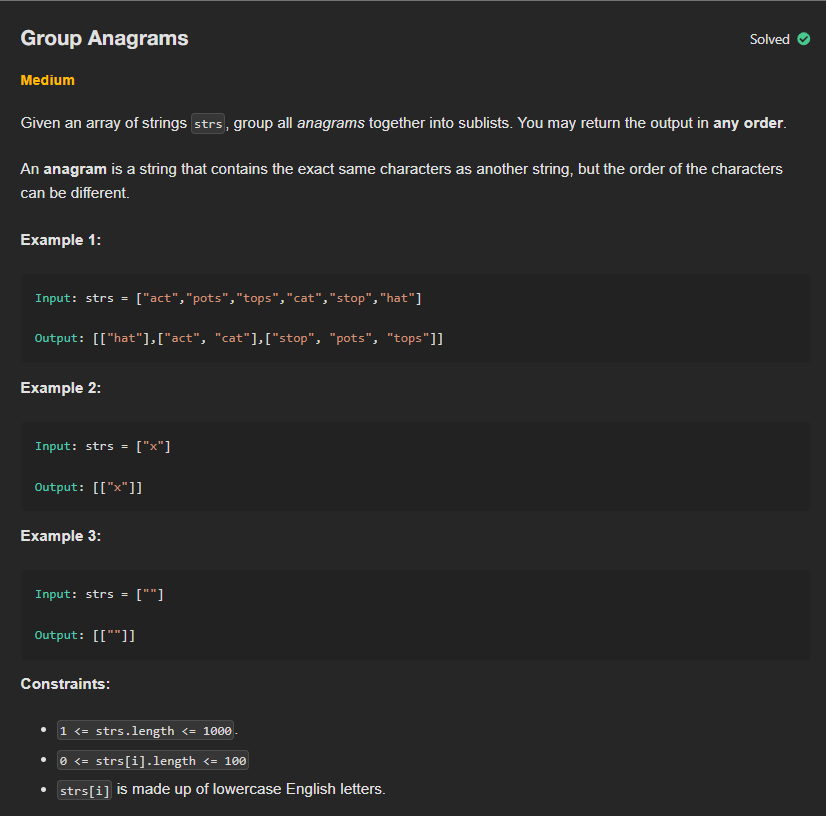 Group Anagrams
Solved
Medium
Given an array of strings strs, group all anagrams together into sublists. You may return the output in any order.
An anagram is a string that contains the exact same characters as another string, but the order of the characters
can be different.
Example 1:
Input: strs = ["act","pots","tops","cat","stop","hat"]
Output: [["hat"],["act", "cat"],["stop", "pots", "tops"]]
Example 2:
Input: strs = ["x"]
Output: [["x"]]
Example 3:
Input: strs = [""]
Output: [[""]]
Constraints:
• 1 <= strs.length <= 1000.
• 0 <= strs[i].length <= 100
• strs[i] is made up of lowercase English letters.